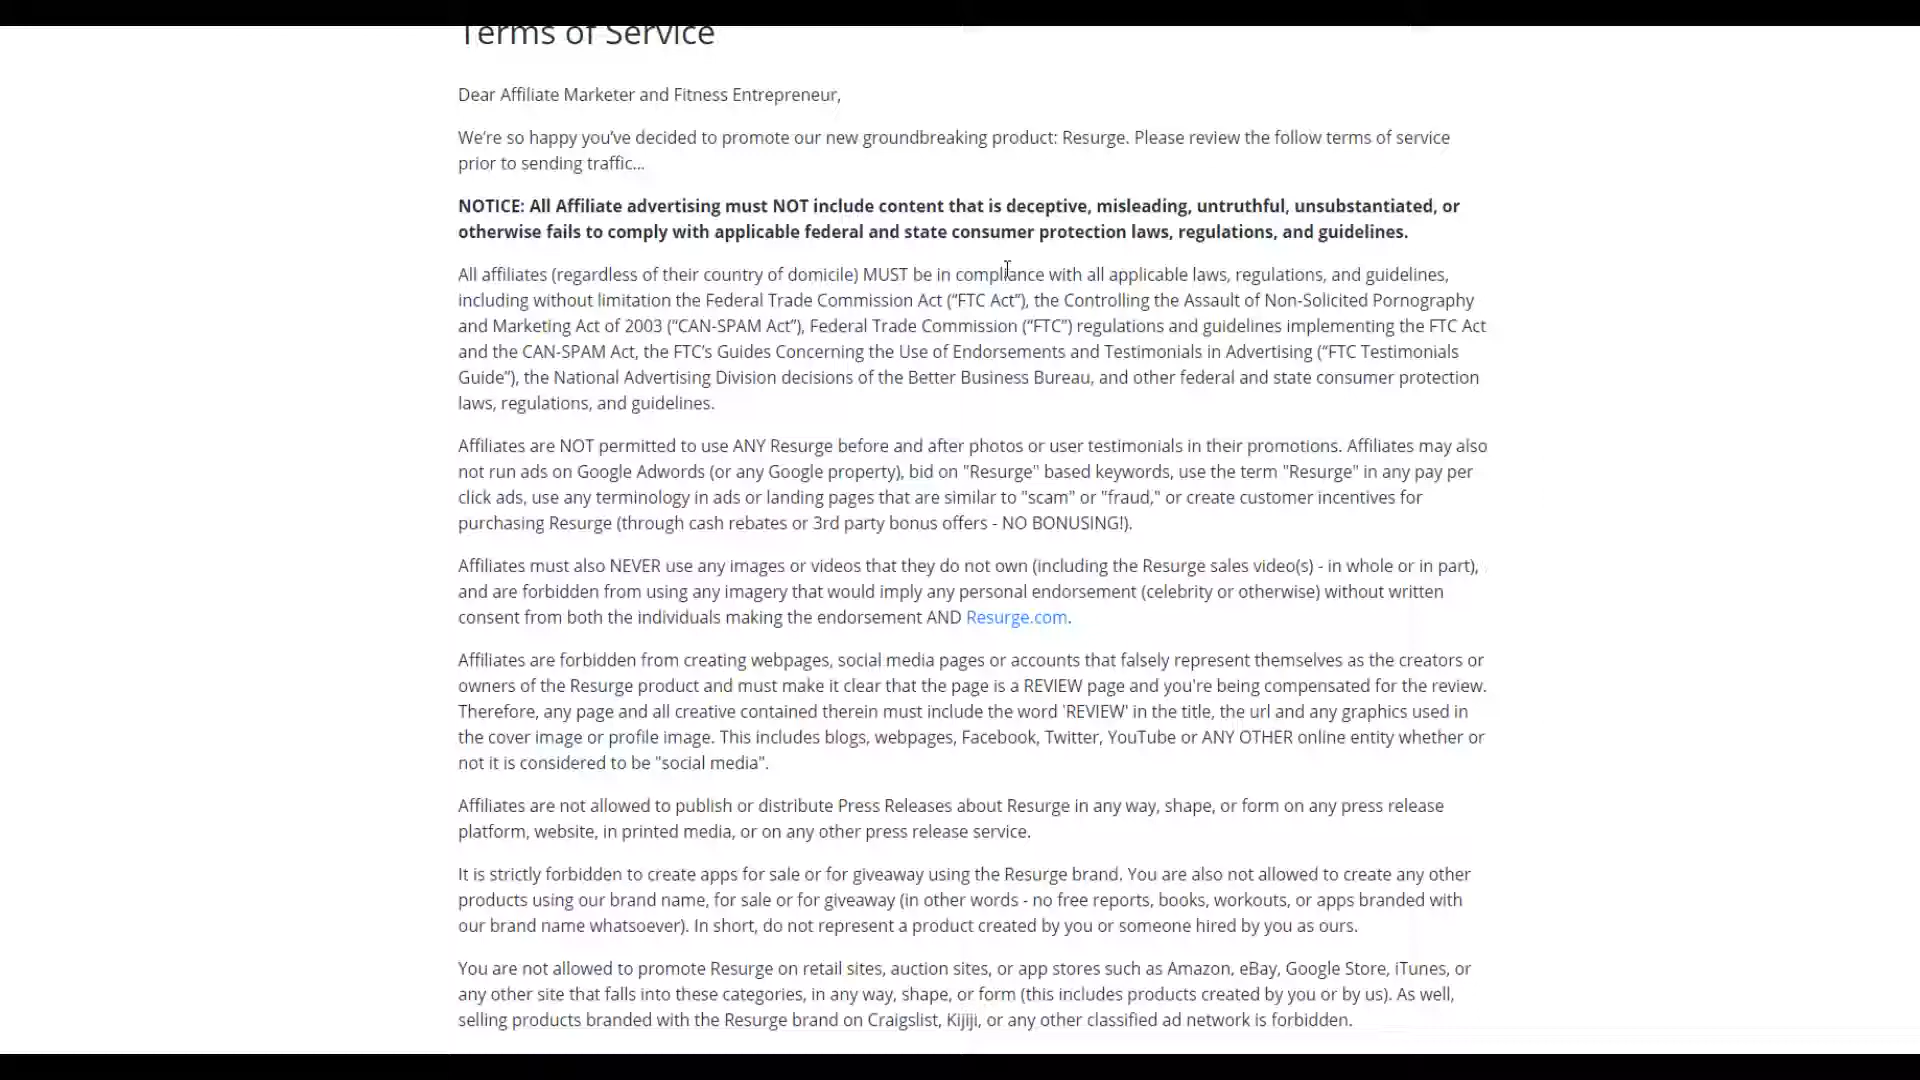 Terms of Service
Dear Affiliate Marketer and Fitness Entrepreneur,
We’re so happy you’ve decided to promote our new groundbreaking product: Resurge. Please review the follow terms of service
prior to sending traffic...
NOTICE: All Affiliate advertising must NOT include content that is deceptive, misleading, untruthful, unsubstantiated, or
otherwise fails to comply with applicable federal and state consumer protection laws, regulations, and guidelines.
All affiliates (regardless of their country of domicile) MUST be in compliance with all applicable laws, regulations, and guidelines,
including without limitation the Federal Trade Commission Act (“FTC Act”), the Controlling the Assault of Non-Solicited Pornography
and Marketing Act of 2003 (“CAN-SPAM Act”), Federal Trade Commission (“FTC”) regulations and guidelines implementing the FTC Act
and the CAN-SPAM Act, the FTC’s Guides Concerning the Use of Endorsements and Testimonials in Advertising (“FTC Testimonials
Guide”), the National Advertising Division decisions of the Better Business Bureau, and other federal and state consumer protection
laws, regulations, and guidelines.
Affiliates are NOT permitted to use ANY Resurge before and after photos or user testimonials in their promotions. Affiliates may also
not run ads on Google Adwords (or any Google property), bid on "Resurge" based keywords, use the term "Resurge" in any pay per
click ads, use any terminology in ads or landing pages that are similar to "scam" or "fraud," or create customer incentives for
purchasing Resurge (through cash rebates or 3rd party bonus offers - NO BONUSING!).
Affiliates must also NEVER use any images or videos that they do not own (including the Resurge sales video(s) - in whole or in part),
and are forbidden from using any imagery that would imply any personal endorsement (celebrity or otherwise) without written
consent from both the individuals making the endorsement AND Resurge.com.
Affiliates are forbidden from creating webpages, social media pages or accounts that falsely represent themselves as the creators or
owners of the Resurge product and must make it clear that the page is a REVIEW page and you're being compensated for the review.
Therefore, any page and all creative contained therein must include the word 'REVIEW' in the title, the url and any graphics used in
the cover image or profile image. This includes blogs, webpages, Facebook, Twitter, YouTube or ANY OTHER online entity whether or
not it is considered to be "social media".
Affiliates are not allowed to publish or distribute Press Releases about Resurge in any way, shape, or form on any press release
platform, website, in printed media, or on any other press release service.
It is strictly forbidden to create apps for sale or for giveaway using the Resurge brand. You are also not allowed to create any other
products using our brand name, for sale or for giveaway (in other words - no free reports, books, workouts, or apps branded with
our brand name whatsoever). In short, do not represent a product created by you or someone hired by you as ours.
You are not allowed to promote Resurge on retail sites, auction sites, or app stores such as Amazon, eBay, Google Store, iTunes, or
any other site that falls into these categories, in any way, shape, or form (this includes products created by you or by us). As well,
selling products branded with the Resurge brand on Craigslist, Kijiji, or any other classified ad network is forbidden.